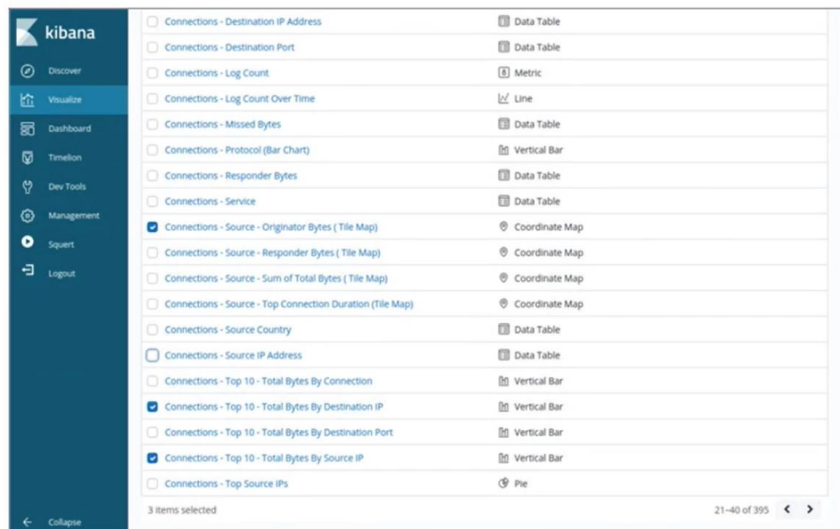 kibana
Discover
Visualize
Dashboard
Timelion
Dev Tools
Management
Squert
Logout
Collapse
Connections - Destination IP Address Data Table
Connections - Destination Port Data Table
Connections - Log Count Metric
Connections - Log Count Over Time Line
Connections - Missed Bytes Data Table
Connections - Protocol (Bar Chart) Vertical Bar
Connections - Responder Bytes Data Table
Connections - Service Data Table
Connections - Source - Originator Bytes ( Tile Map) Coordinate Map
Connections - Source - Responder Bytes ( Tile Map) Coordinate Map
Connections - Source - Sum of Total Bytes ( Tile Map) Coordinate Map
Connections - Source - Top Connection Duration (Tile Map) Coordinate Map
Connections - Source Country Data Table
Connections - Source IP Address Data Table
Connections - Top 10 - Total Bytes By Connection Vertical Bar
Connections - Top 10 - Total Bytes By Destination IP Vertical Bar
Connections - Top 10 - Total Bytes By Destination Port Vertical Bar
Connections - Top 10 - Total Bytes By Source IP Vertical Bar
Connections - Top Source IPs Pie
3 items selected 21–40 of 395